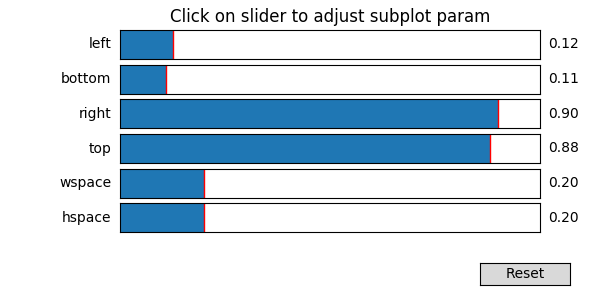 Click on slider to adjust subplot param
left 0.12
bottom 0.11
right 0.90
top 0.88
wspace 0.20
hspace 0.20
Reset